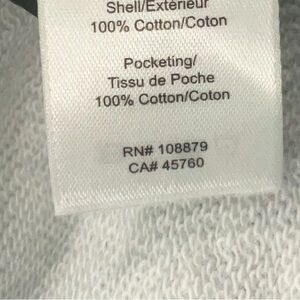 Shell/Extérieur
100% Cotton/Coton
Pocketing/
Tissu de Poche
100% Cotton/Coton
RN# 108879
CA# 45760